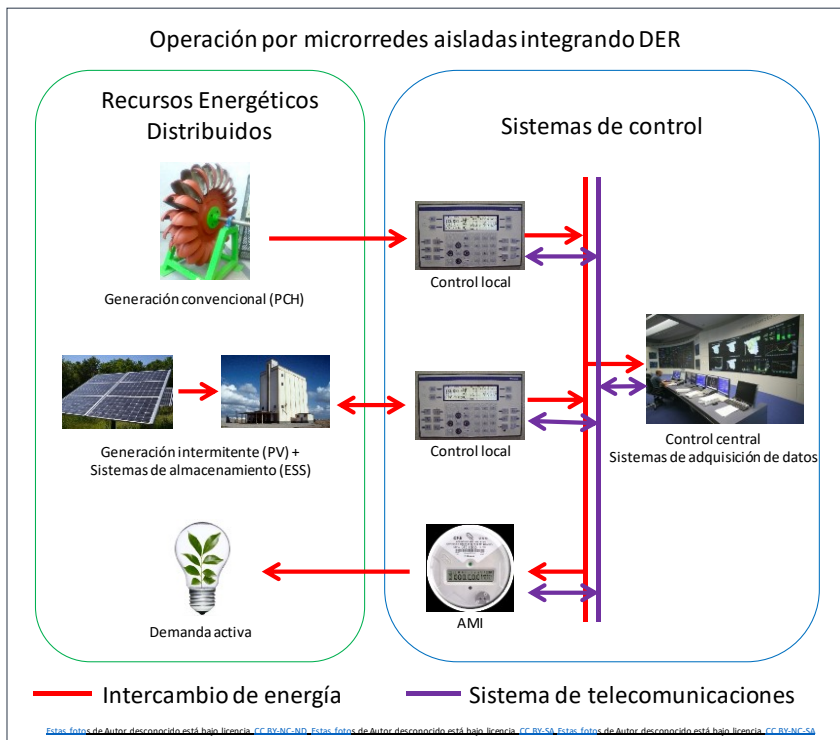 Operación por microrredes aisladas integrando DER
Recursos Energéticos
Distribuidos
Sistemas de control
Generación convencional (PCH)
Control local
Generación intermitente (PV) +
Sistemas de almacenamiento (ESS)
Control local
Control central
Sistemas de adquisición de datos
Demanda activa
AMI
Intercambio de energía
Sistema de telecomunicaciones
Estas fotos de Autor desconocido está bajo licencia CC BY-NC-ND Estas fotos de Autor desconocido está bajo licencia CC BY-SA Estas fotos de Autor desconocido está bajo licencia CC BY-NC-SA